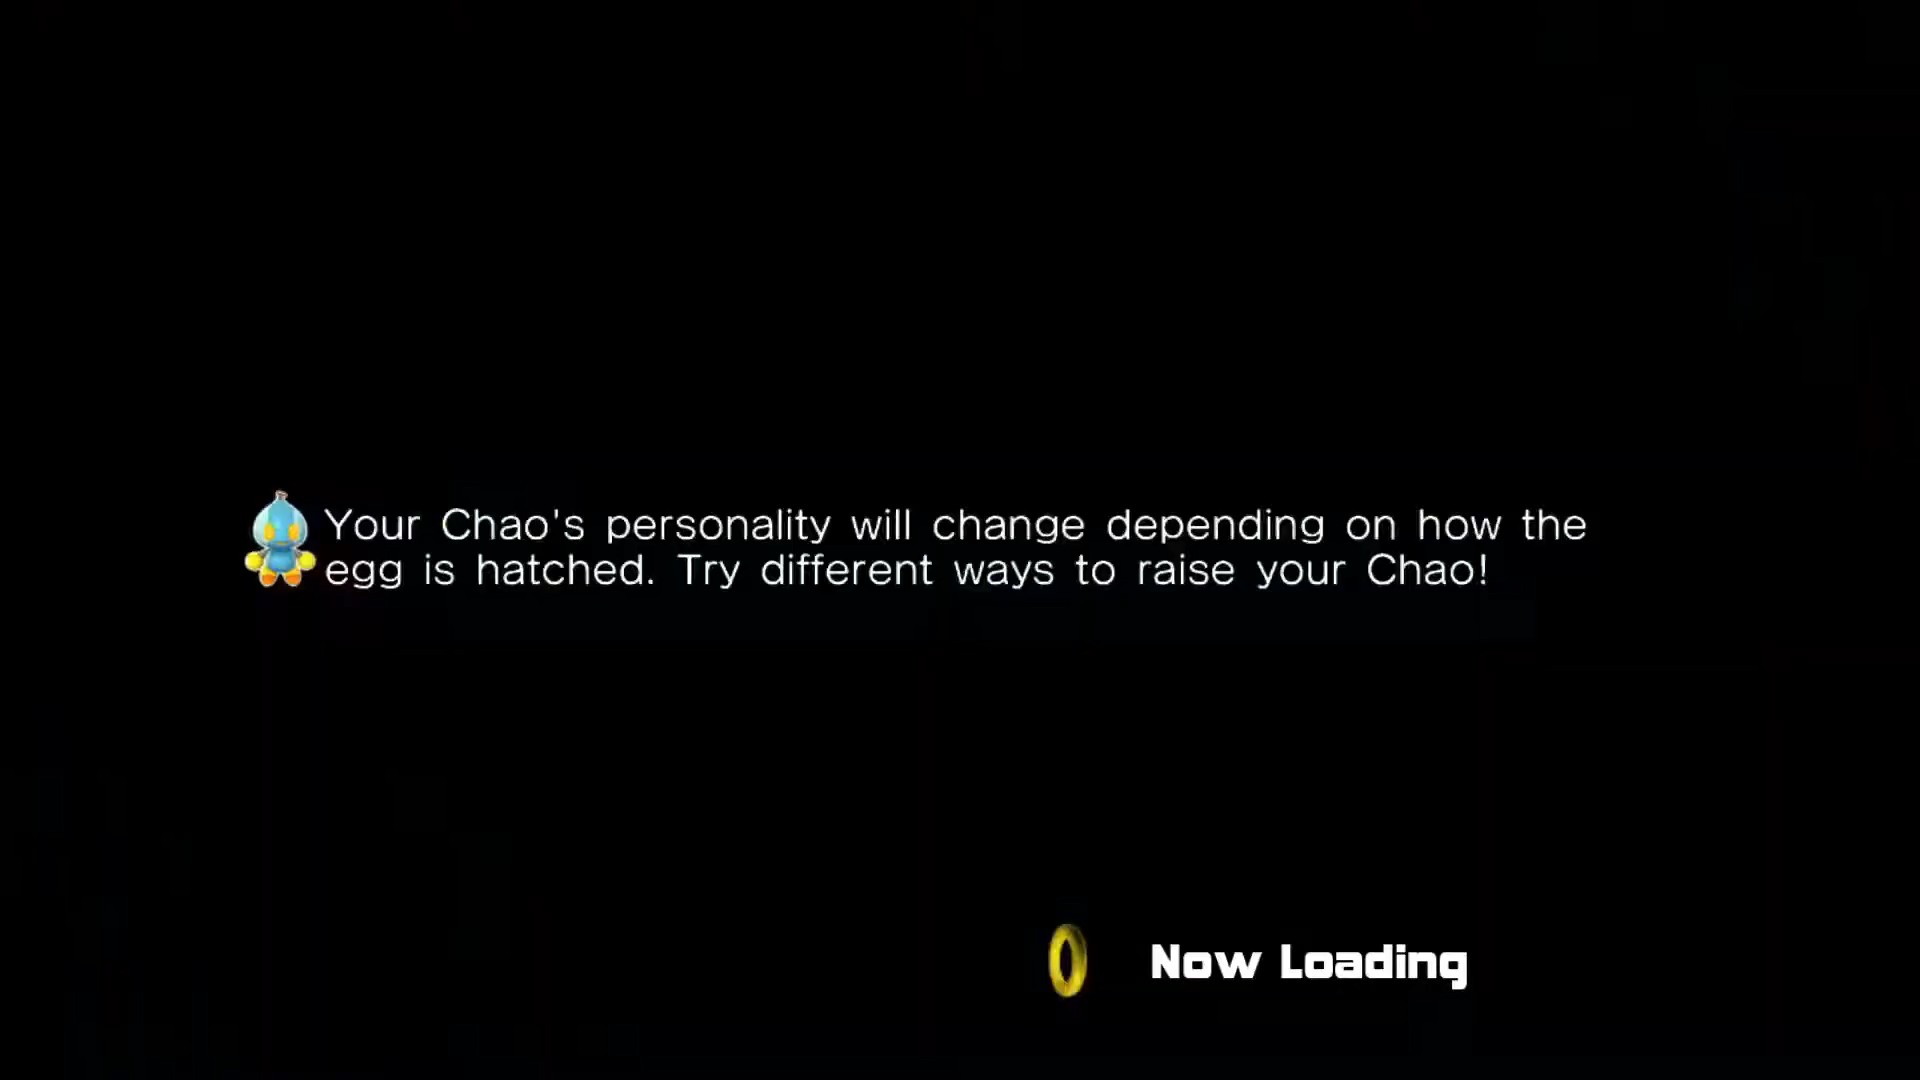 Your Chao's personality will change depending on how the
egg is hatched. Try different ways to raise your Chao!
Now Loading